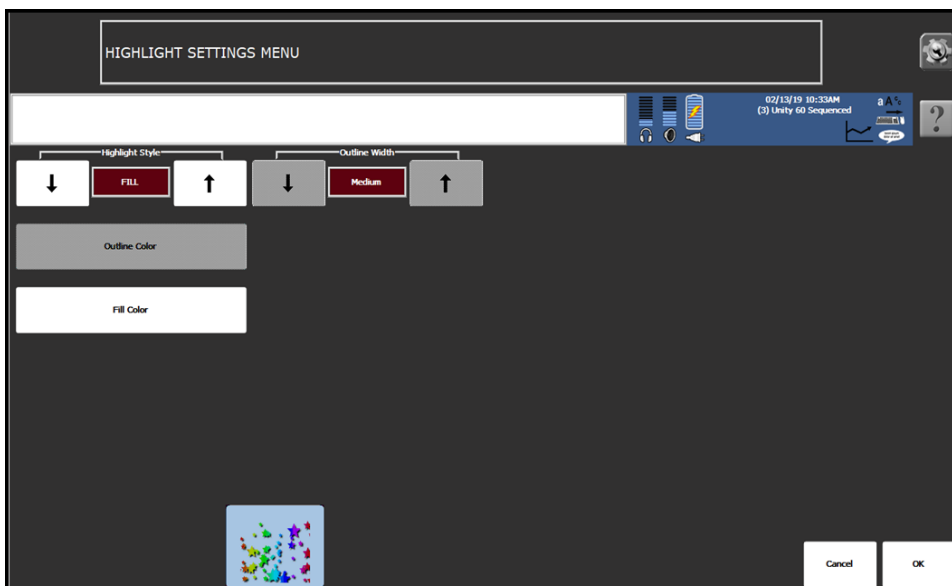 HIGHLIGHT SETTINGS MENU
02/13/19 10:33AM
(3) Unity 60 Sequenced
Highlight Style
Outline Width
FILL
Medium
Outline Color
Fill Color
Cancel
OK